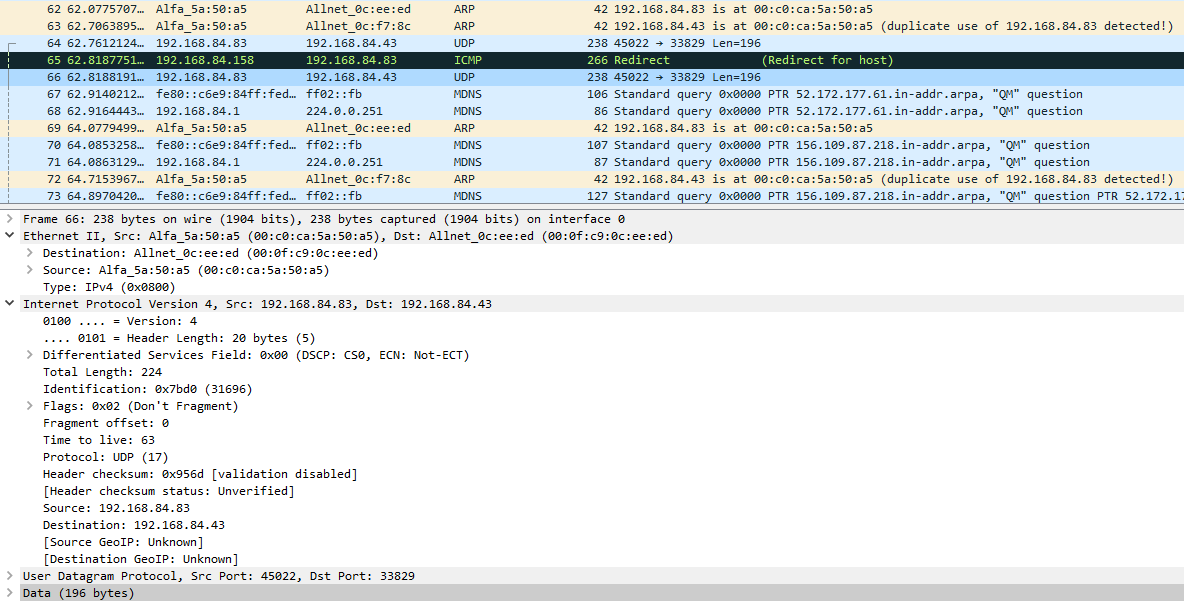 62 62.0775707… Alfa_5a:50:a5 Allnet_0c:ee:ed ARP 42 192.168.84.83 is at 00:c0:ca:5a:50:a5
63 62.7063895… Alfa_5a:50:a5 Allnet_0c:f7:8c ARP 42 192.168.84.43 is at 00:c0:ca:5a:50:a5 (duplicate use of 192.168.84.83 detected!)
64 62.7612124… 192.168.84.83 192.168.84.43 UDP 238 45022 → 33829 Len=196
65 62.8187751… 192.168.84.158 192.168.84.83 ICMP 266 Redirect (Redirect for host)
66 62.8188191… 192.168.84.83 192.168.84.43 UDP 238 45022 → 33829 Len=196
67 62.9140212… fe80::c6e9:84ff:fed… ff02::fb MDNS 106 Standard query 0x0000 PTR 52.172.177.61.in-addr.arpa, "QM" question
68 62.9164443… 192.168.84.1 224.0.0.251 MDNS 86 Standard query 0x0000 PTR 52.172.177.61.in-addr.arpa, "QM" question
69 64.0779499… Alfa_5a:50:a5 Allnet_0c:ee:ed ARP 42 192.168.84.83 is at 00:c0:ca:5a:50:a5
70 64.0853258… fe80::c6e9:84ff:fed… ff02::fb MDNS 107 Standard query 0x0000 PTR 156.109.87.218.in-addr.arpa, "QM" question
71 64.0863129… 192.168.84.1 224.0.0.251 MDNS 87 Standard query 0x0000 PTR 156.109.87.218.in-addr.arpa, "QM" question
72 64.7153967… Alfa_5a:50:a5 Allnet_0c:f7:8c ARP 42 192.168.84.43 is at 00:c0:ca:5a:50:a5 (duplicate use of 192.168.84.83 detected!)
73 64.8970420… fe80::c6e9:84ff:fed… ff02::fb MDNS 127 Standard query 0x0000 PTR 156.109.87.218.in-addr.arpa, "QM" question PTR 52.172.17
Frame 66: 238 bytes on wire (1904 bits), 238 bytes captured (1904 bits) on interface 0
Ethernet II, Src: Alfa_5a:50:a5 (00:c0:ca:5a:50:a5), Dst: Allnet_0c:ee:ed (00:0f:c9:0c:ee:ed)
Destination: Allnet_0c:ee:ed (00:0f:c9:0c:ee:ed)
Source: Alfa_5a:50:a5 (00:c0:ca:5a:50:a5)
Type: IPv4 (0x0800)
Internet Protocol Version 4, Src: 192.168.84.83, Dst: 192.168.84.43
0100 .... = Version: 4
.... 0101 = Header Length: 20 bytes (5)
Differentiated Services Field: 0x00 (DSCP: CS0, ECN: Not-ECT)
Total Length: 224
Identification: 0x7bd0 (31696)
Flags: 0x02 (Don't Fragment)
Fragment offset: 0
Time to live: 63
Protocol: UDP (17)
Header checksum: 0x956d [validation disabled]
[Header checksum status: Unverified]
Source: 192.168.84.83
Destination: 192.168.84.43
[Source GeoIP: Unknown]
[Destination GeoIP: Unknown]
User Datagram Protocol, Src Port: 45022, Dst Port: 33829
Data (196 bytes)